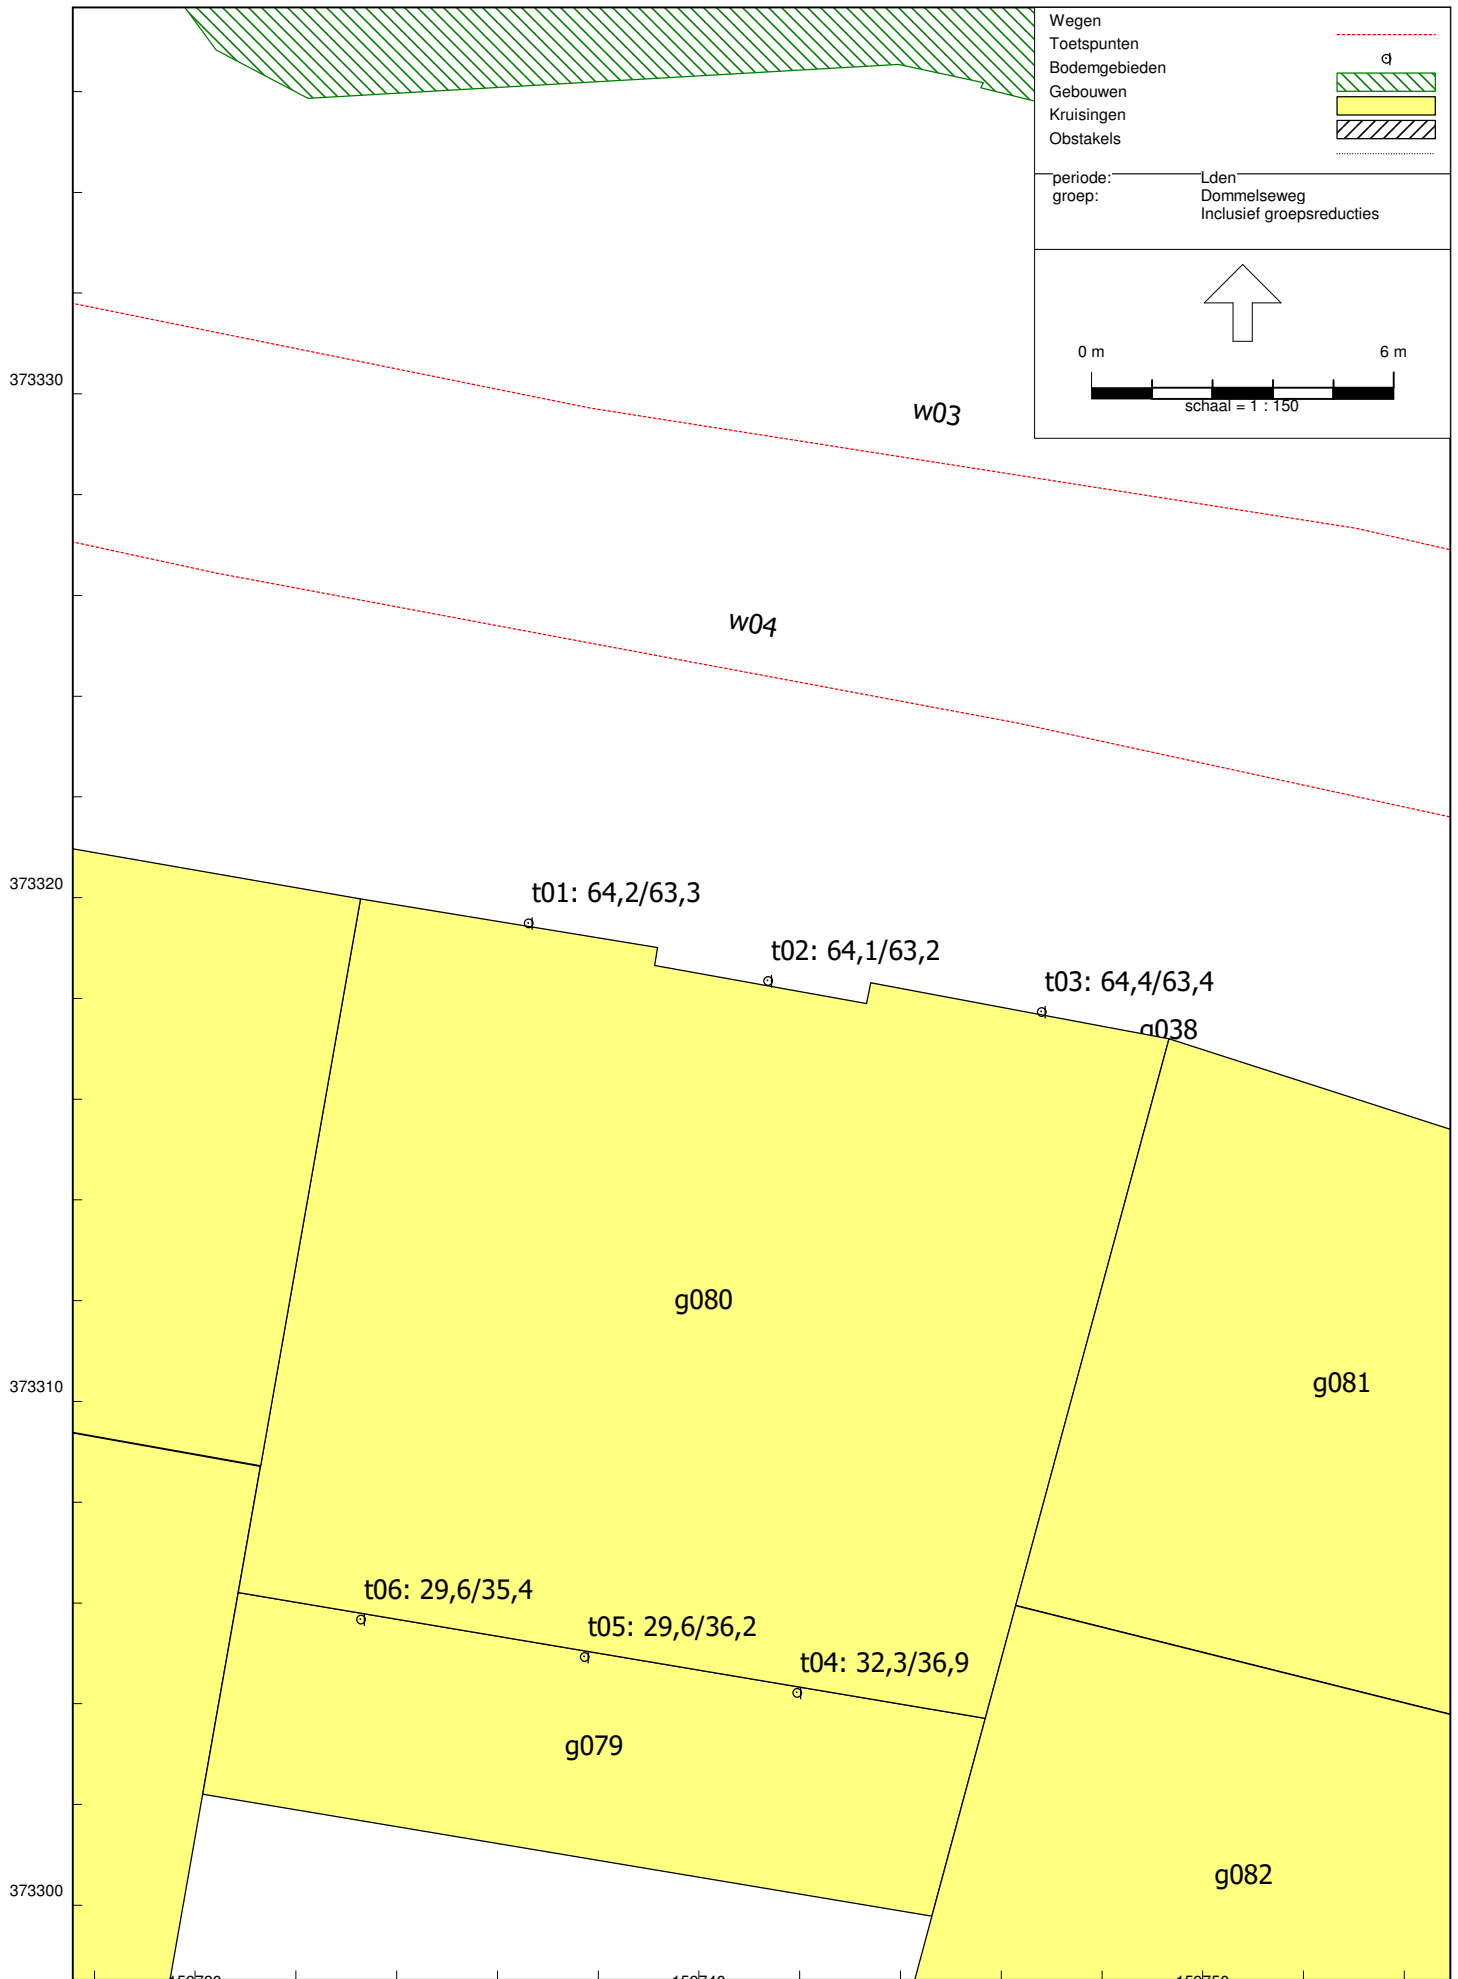 Wegen
Toetspunten
Bodemgebieden
Gebouwen
Kruisingen
Obstakels
periode: Lden
groep: Dommelseweg
Inclusief groepsreducties
0 m 6 m
schaal = 1 : 150
373330
w03
w04
373320
t01: 64,2/63,3
t02: 64,1/63,2
t03: 64,4/63,4
g038
g080
373310
g081
t06: 29,6/35,4
t05: 29,6/36,2
t04: 32,3/36,9
g079
g082
373300